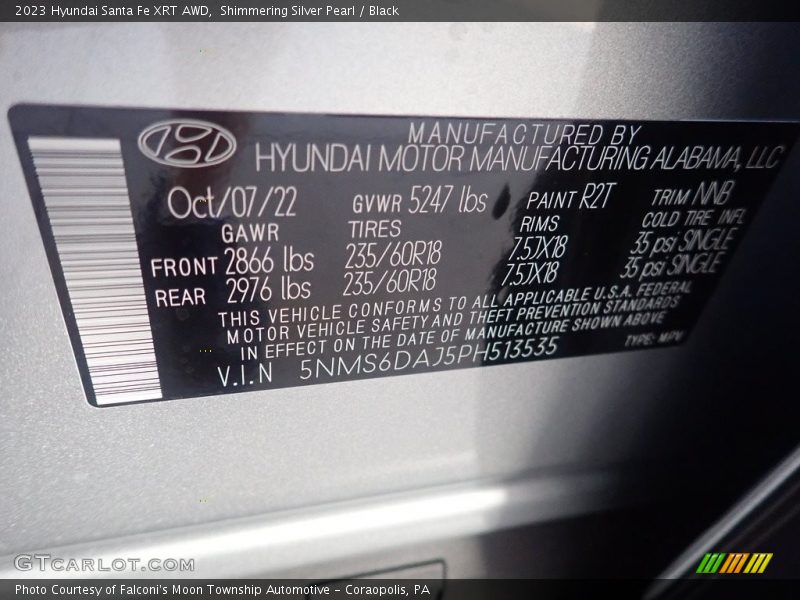 2023 Hyundai Santa Fe XRT AWD, Shimmering Silver Pearl / Black
MANUFACTURED BY
HYUNDAI MOTOR MANUFACTURING ALABAMA, LLC
Oct/07/22 GVWR 5247 lbs PAINT R2T TRIM NNB
GAWR TIRES RIMS COLD TIRE INFL
FRONT 2866 lbs 235/60R18 7.5JX18 35 psi SINGLE
REAR 2976 lbs 235/60R18 7.5JX18 35 psi SINGLE
THIS VEHICLE CONFORMS TO ALL APPLICABLE U.S.A. FEDERAL
MOTOR VEHICLE SAFETY AND THEFT PREVENTION STANDARDS
IN EFFECT ON THE DATE OF MANUFACTURE SHOWN ABOVE
V.I.N 5NMS6DAJ5PH513535 TYPE: MPV
GTCARLOT.COM
Photo Courtesy of Falconi's Moon Township Automotive - Coraopolis, PA